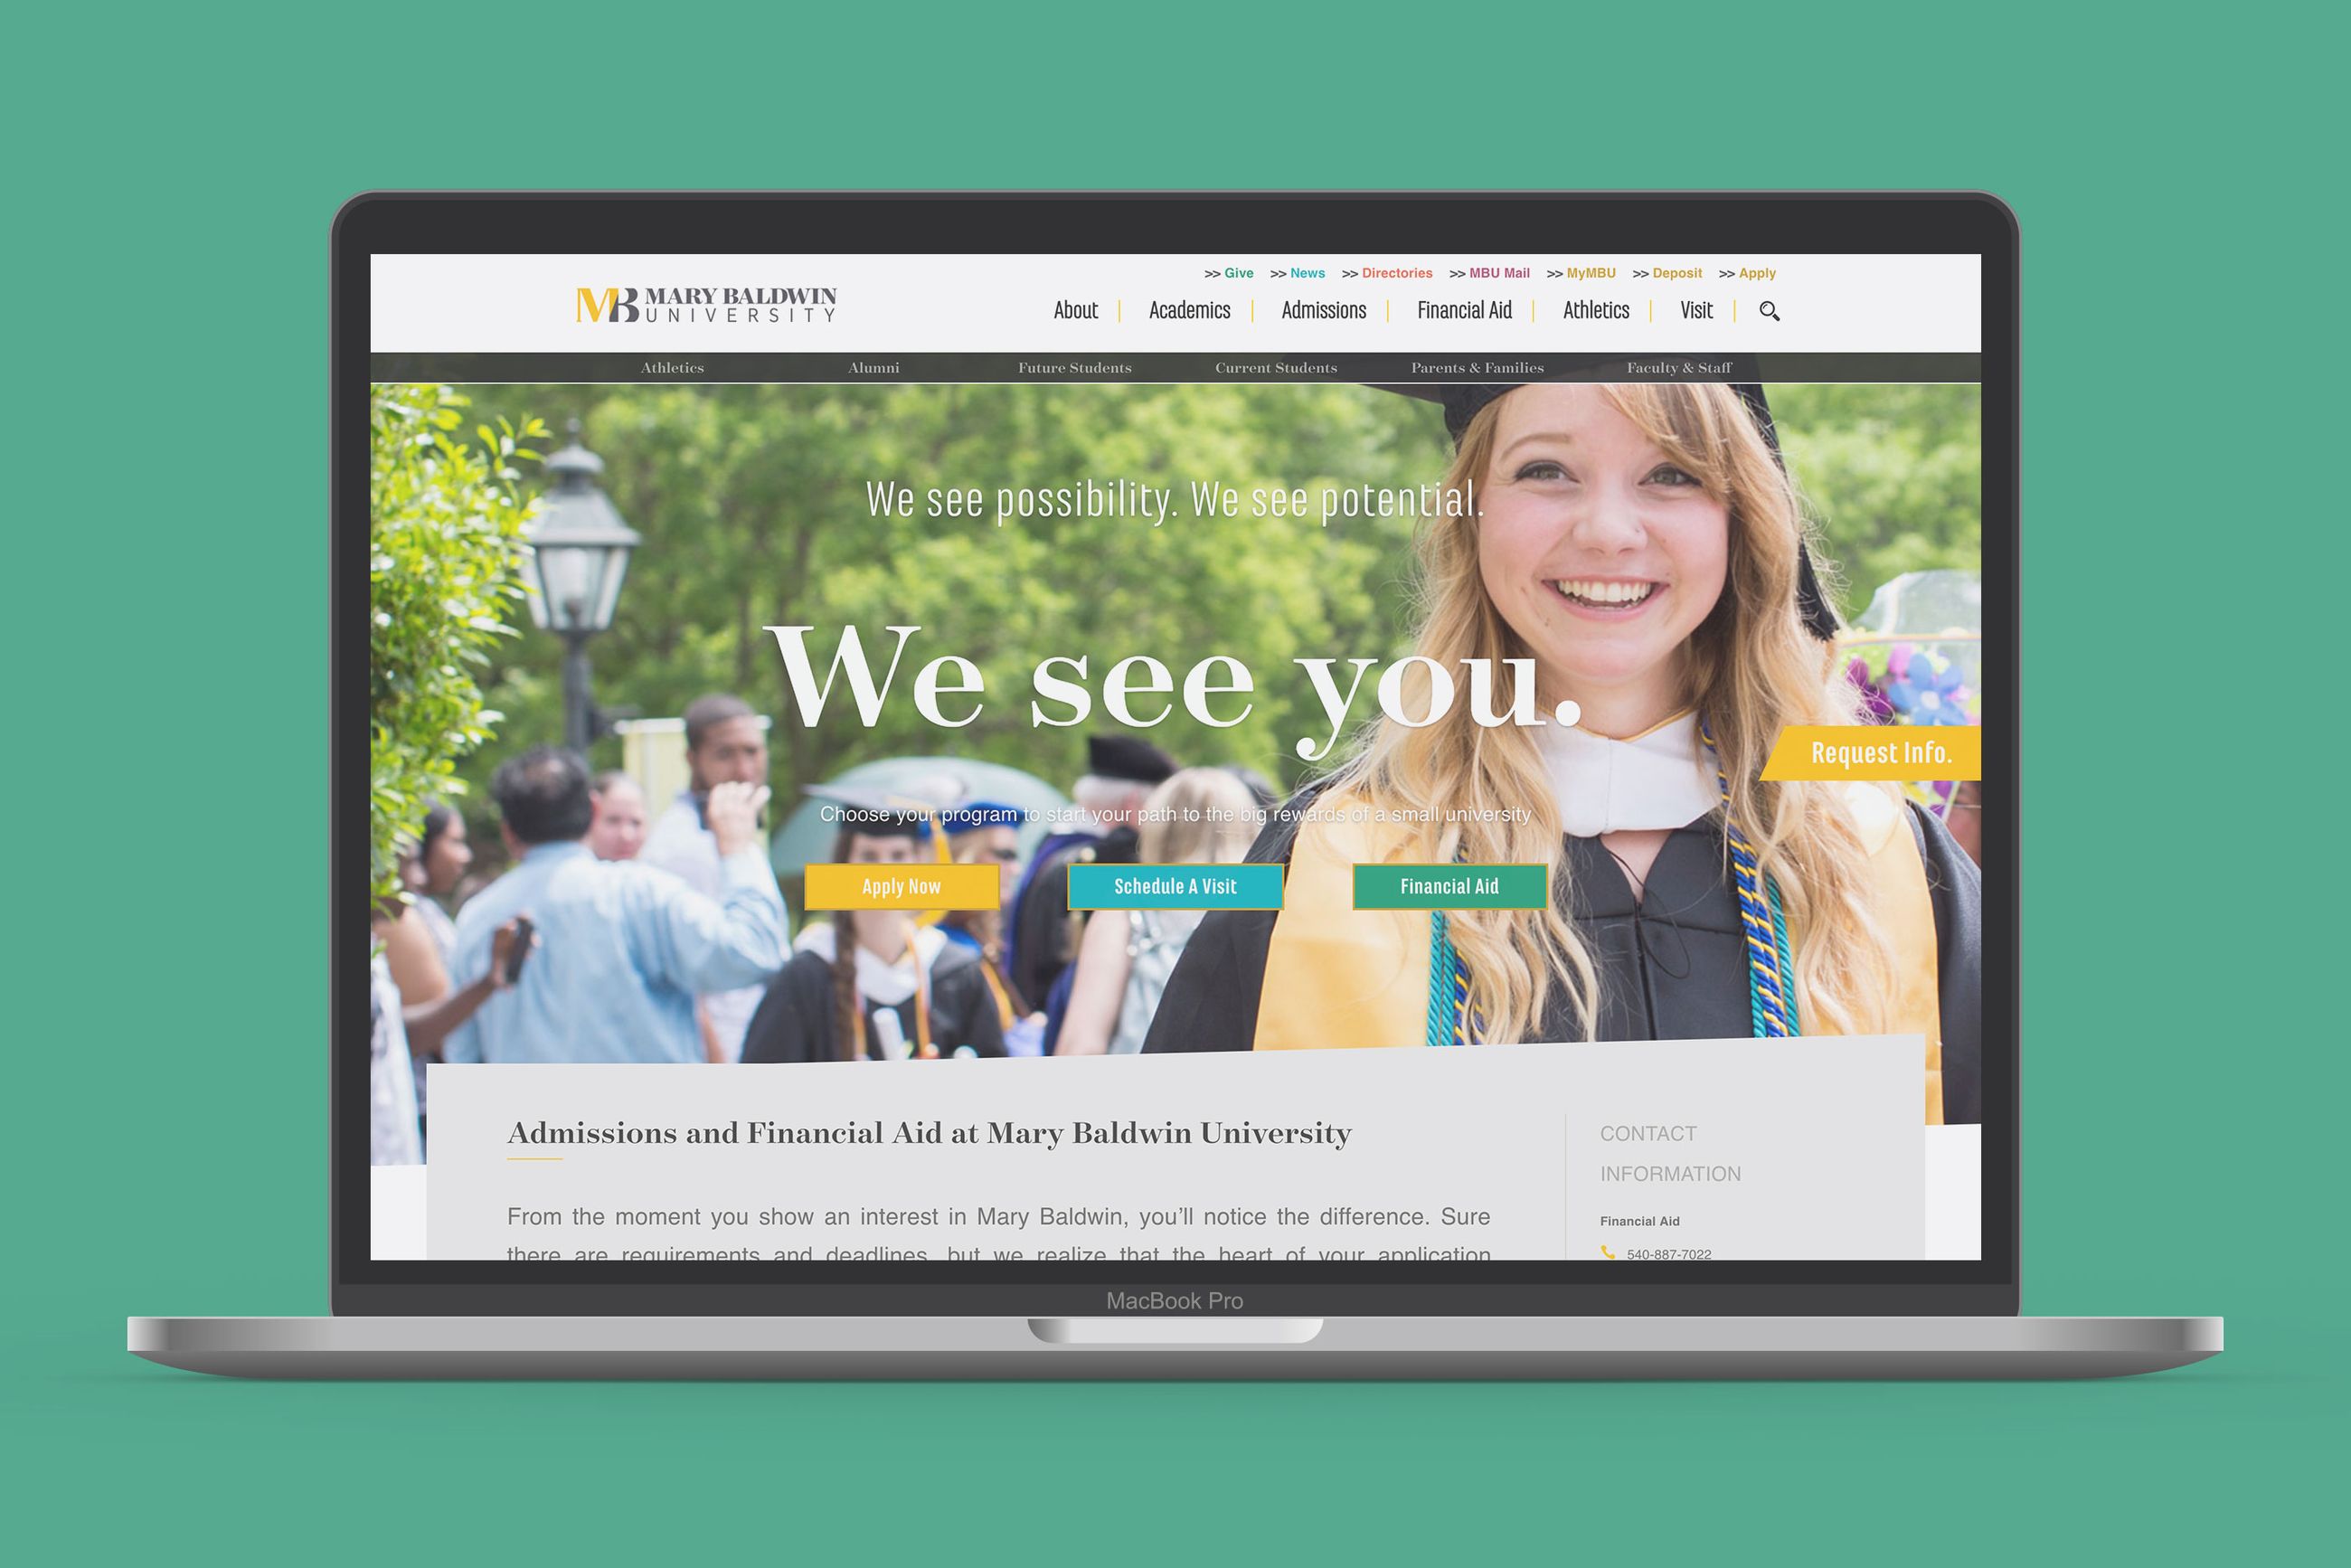 >> Give >> News >> Directories >> MBU Mail >> MyMBU >> Deposit >> Apply
MB MARY BALDWIN
UNIVERSITY
About Academics Admissions Financial Aid Athletics Visit
Athletics Alumni Future Students Current Students Parents & Families Faculty & Staff
We see possibility. We see potential.
We see you.
Request Info.
Choose your program to start your path to the big rewards of a small university
Apply Now Schedule A Visit Financial Aid
Admissions and Financial Aid at Mary Baldwin University
From the moment you show an interest in Mary Baldwin, you’ll notice the difference. Sure
there are requirements and deadlines, but we realize that the heart of your application
CONTACT
INFORMATION
Financial Aid
540-887-7022
MacBook Pro